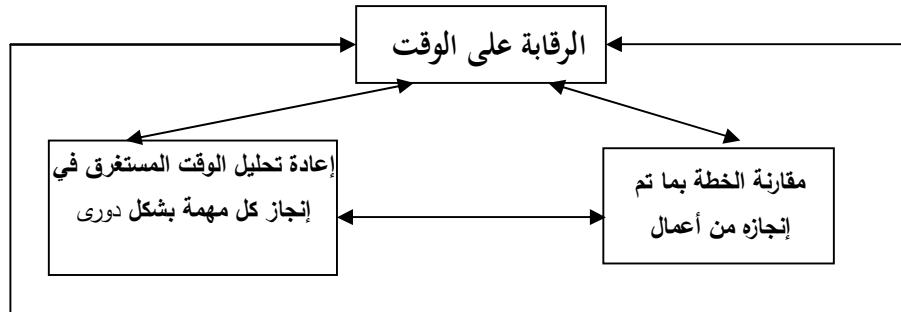 الرقابة على الوقت
مقارنة الخطة بما تم
إنجازه من أعمال
إعادة تحليل الوقت المستغرق في
إنجاز كل مهمة بشكل دورى